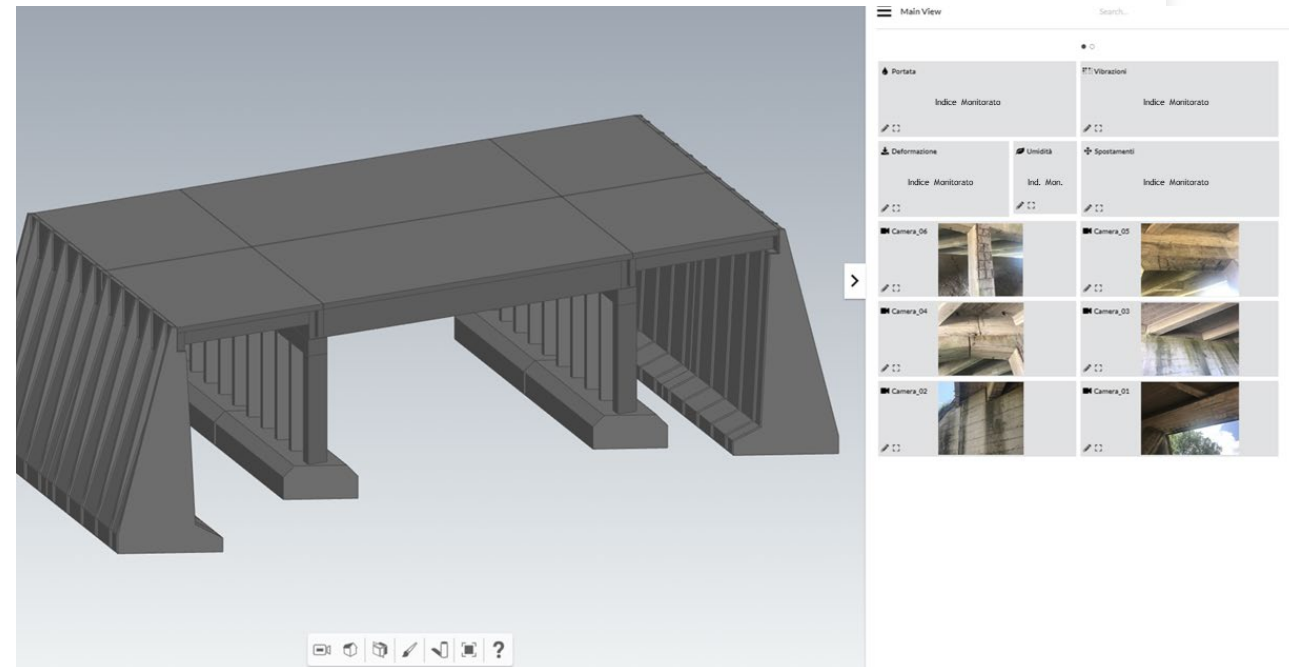 Main View
Search...
Portata
Indice Monitorato
Vibrazioni
Indice Monitorato
Deformazione
Indice Monitorato
Umidità
Ind. Mon.
Spostamenti
Indice Monitorato
Camera_06
Camera_05
Camera_04
Camera_03
Camera_02
Camera_01
?